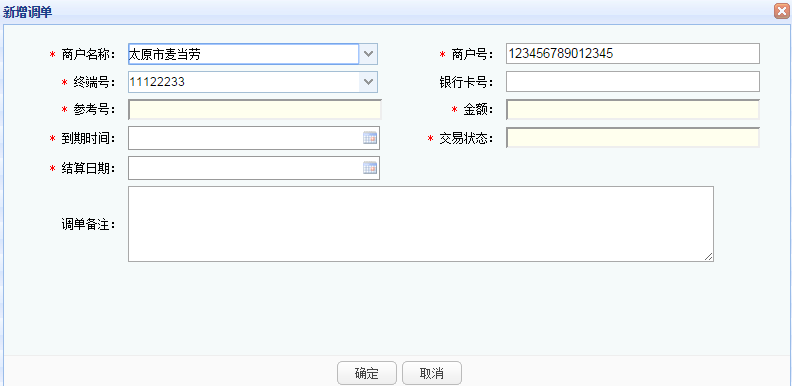 新增调单
* 商户名称： 太原市麦当劳 * 商户号： 123456789012345
* 终端号： 11122233 银行卡号：
* 参考号： * 金额：
* 到期时间： * 交易状态：
* 结算日期：
调单备注：
确定 取消